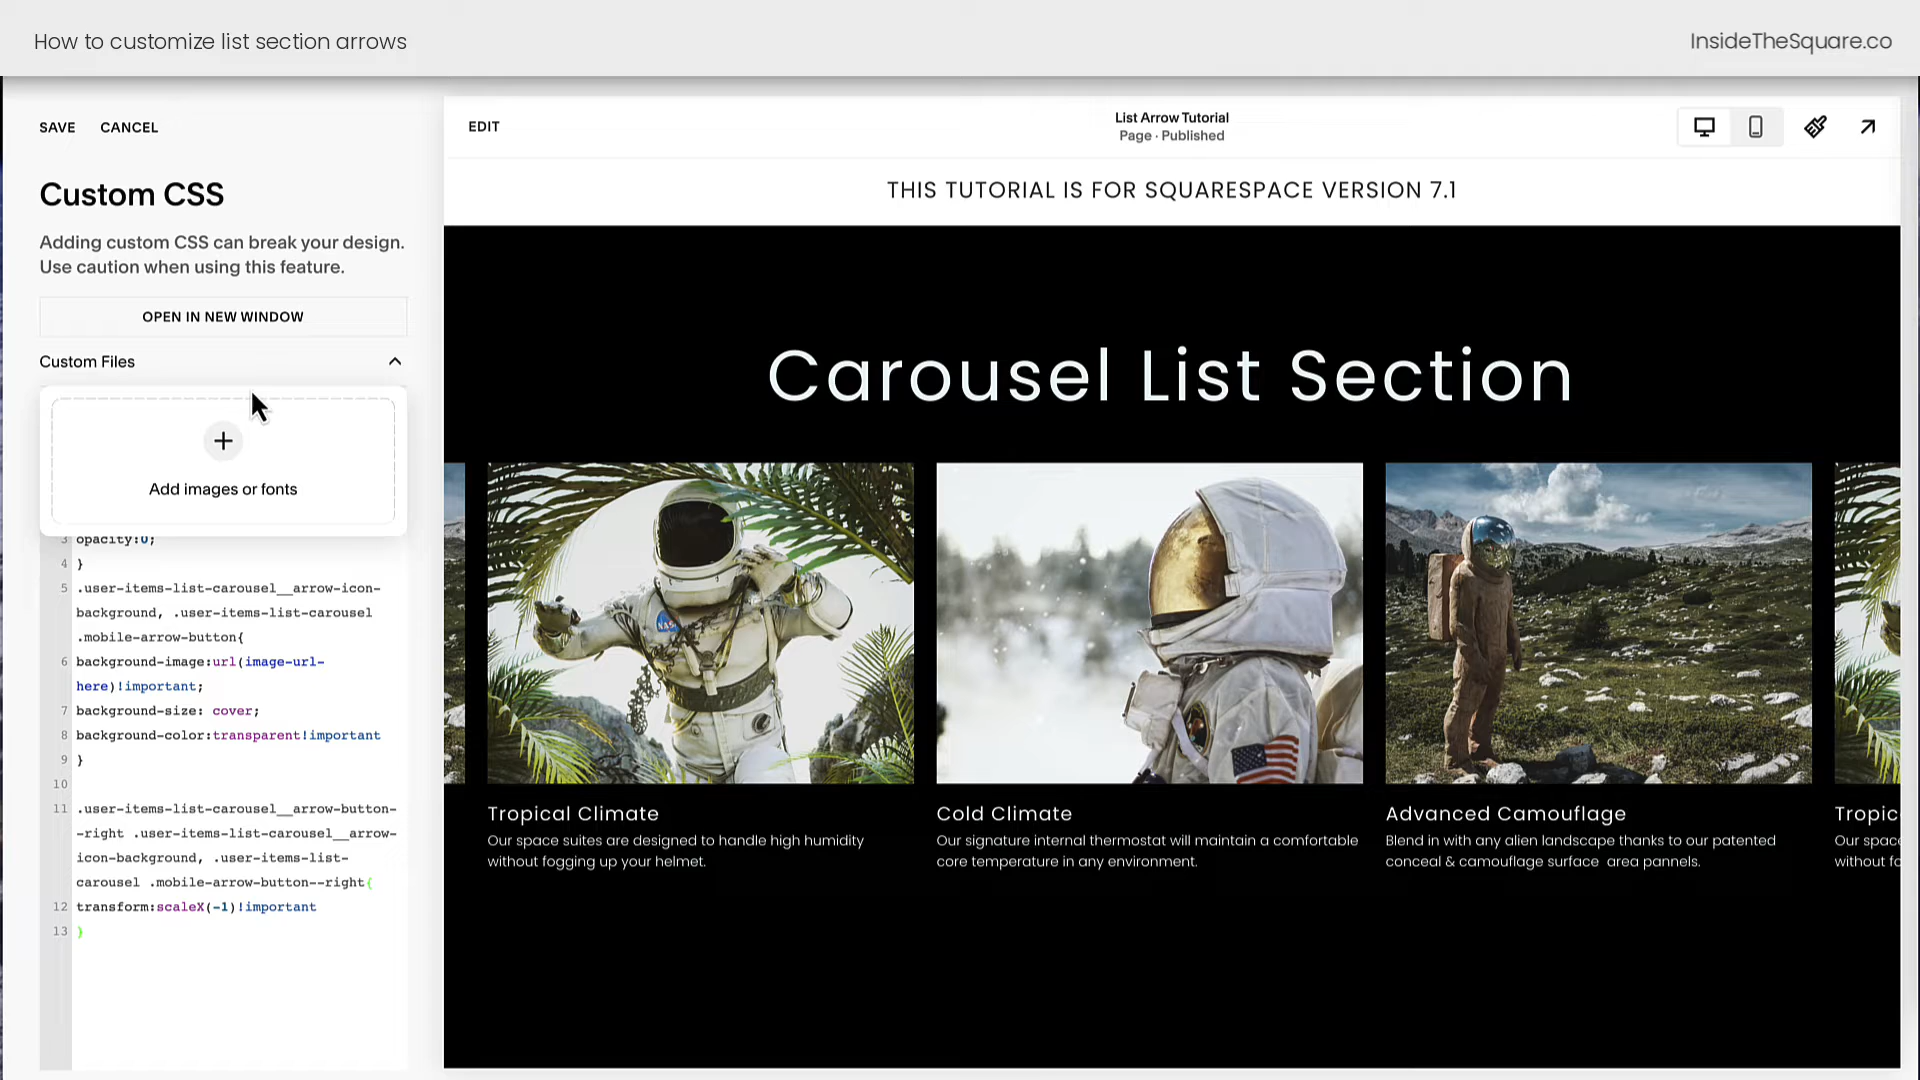 How to customize list section arrows
InsideTheSquare.co
SAVE CANCEL
Custom CSS
Adding custom CSS can break your design.
Use caution when using this feature.
OPEN IN NEW WINDOW
Custom Files
Add images or fonts
3 opacity:0;
4 }
5 .user-items-list-carousel__arrow-icon-
background, .user-items-list-carousel
.mobile-arrow-button{
6 background-image:url(image-url-
here)!important;
7 background-size: cover;
8 background-color:transparent!important
9 }
10
11 .user-items-list-carousel__arrow-button-
-right .user-items-list-carousel__arrow-
icon-background, .user-items-list-
carousel .mobile-arrow-button--right{
12 transform:scaleX(-1)!important
13 }
EDIT
List Arrow Tutorial
Page · Published
THIS TUTORIAL IS FOR SQUARESPACE VERSION 7.1
Carousel List Section
NASA
Tropical Climate
Our space suites are designed to handle high humidity
without fogging up your helmet.
Cold Climate
Our signature internal thermostat will maintain a comfortable
core temperature in any environment.
Advanced Camouflage
Blend in with any alien landscape thanks to our patented
conceal & camouflage surface area pannels.
Tropic
Our space
without fo